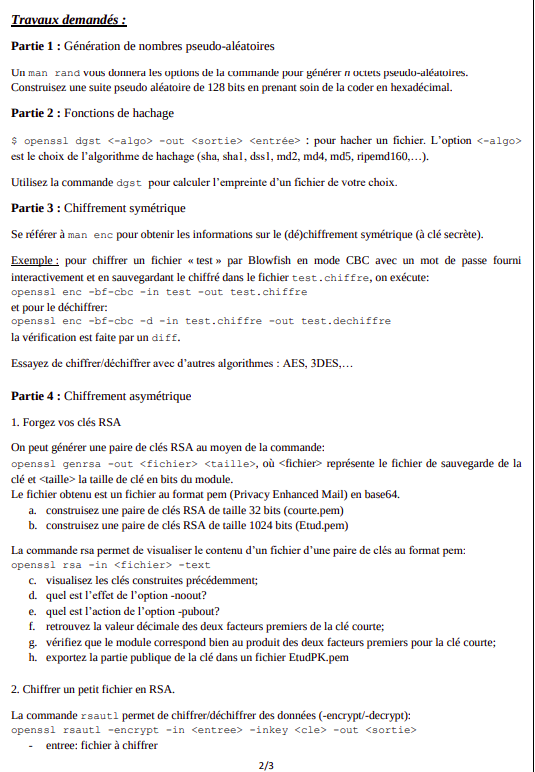 Travaux demandés :
Partie 1 : Génération de nombres pseudo-aléatoires
Un man rand vous donnera les options de la commande pour générer n octets pseudo-aléatoires.
Construisez une suite pseudo aléatoire de 128 bits en prenant soin de la coder en hexadécimal.
Partie 2 : Fonctions de hachage
$ openssl dgst <-algo> -out <sortie> <entrée> : pour hacher un fichier. L'option <-algo>
est le choix de l'algorithme de hachage (sha, sha1, dss1, md2, md4, md5, ripemd160,…).
Utilisez la commande dgst pour calculer l'empreinte d'un fichier de votre choix.
Partie 3 : Chiffrement symétrique
Se référer à man enc pour obtenir les informations sur le (dé)chiffrement symétrique (à clé secrète).
Exemple : pour chiffrer un fichier « test » par Blowfish en mode CBC avec un mot de passe fourni
interactivement et en sauvegardant le chiffré dans le fichier test.chiffre, on exécute:
openssl enc -bf-cbc -in test -out test.chiffre
et pour le déchiffrer:
openssl enc -bf-cbc -d -in test.chiffre -out test.dechiffre
la vérification est faite par un diff.
Essayez de chiffrer/déchiffrer avec d'autres algorithmes : AES, 3DES,…
Partie 4 : Chiffrement asymétrique
1. Forgez vos clés RSA
On peut générer une paire de clés RSA au moyen de la commande:
openssl genrsa -out <fichier> <taille>, où <fichier> représente le fichier de sauvegarde de la
clé et <taille> la taille de clé en bits du module.
Le fichier obtenu est un fichier au format pem (Privacy Enhanced Mail) en base64.
a. construisez une paire de clés RSA de taille 32 bits (courte.pem)
b. construisez une paire de clés RSA de taille 1024 bits (Etud.pem)
La commande rsa permet de visualiser le contenu d'un fichier d'une paire de clés au format pem:
openssl rsa -in <fichier> -text
c. visualisez les clés construites précédemment;
d. quel est l'effet de l'option -noout?
e. quel est l'action de l'option -pubout?
f. retrouvez la valeur décimale des deux facteurs premiers de la clé courte;
g. vérifiez que le module correspond bien au produit des deux facteurs premiers pour la clé courte;
h. exportez la partie publique de la clé dans un fichier EtudPK.pem
2. Chiffrer un petit fichier en RSA.
La commande rsautl permet de chiffrer/déchiffrer des données (-encrypt/-decrypt):
openssl rsautl -encrypt -in <entree> -inkey <cle> -out <sortie>
- entree: fichier à chiffrer
2/3